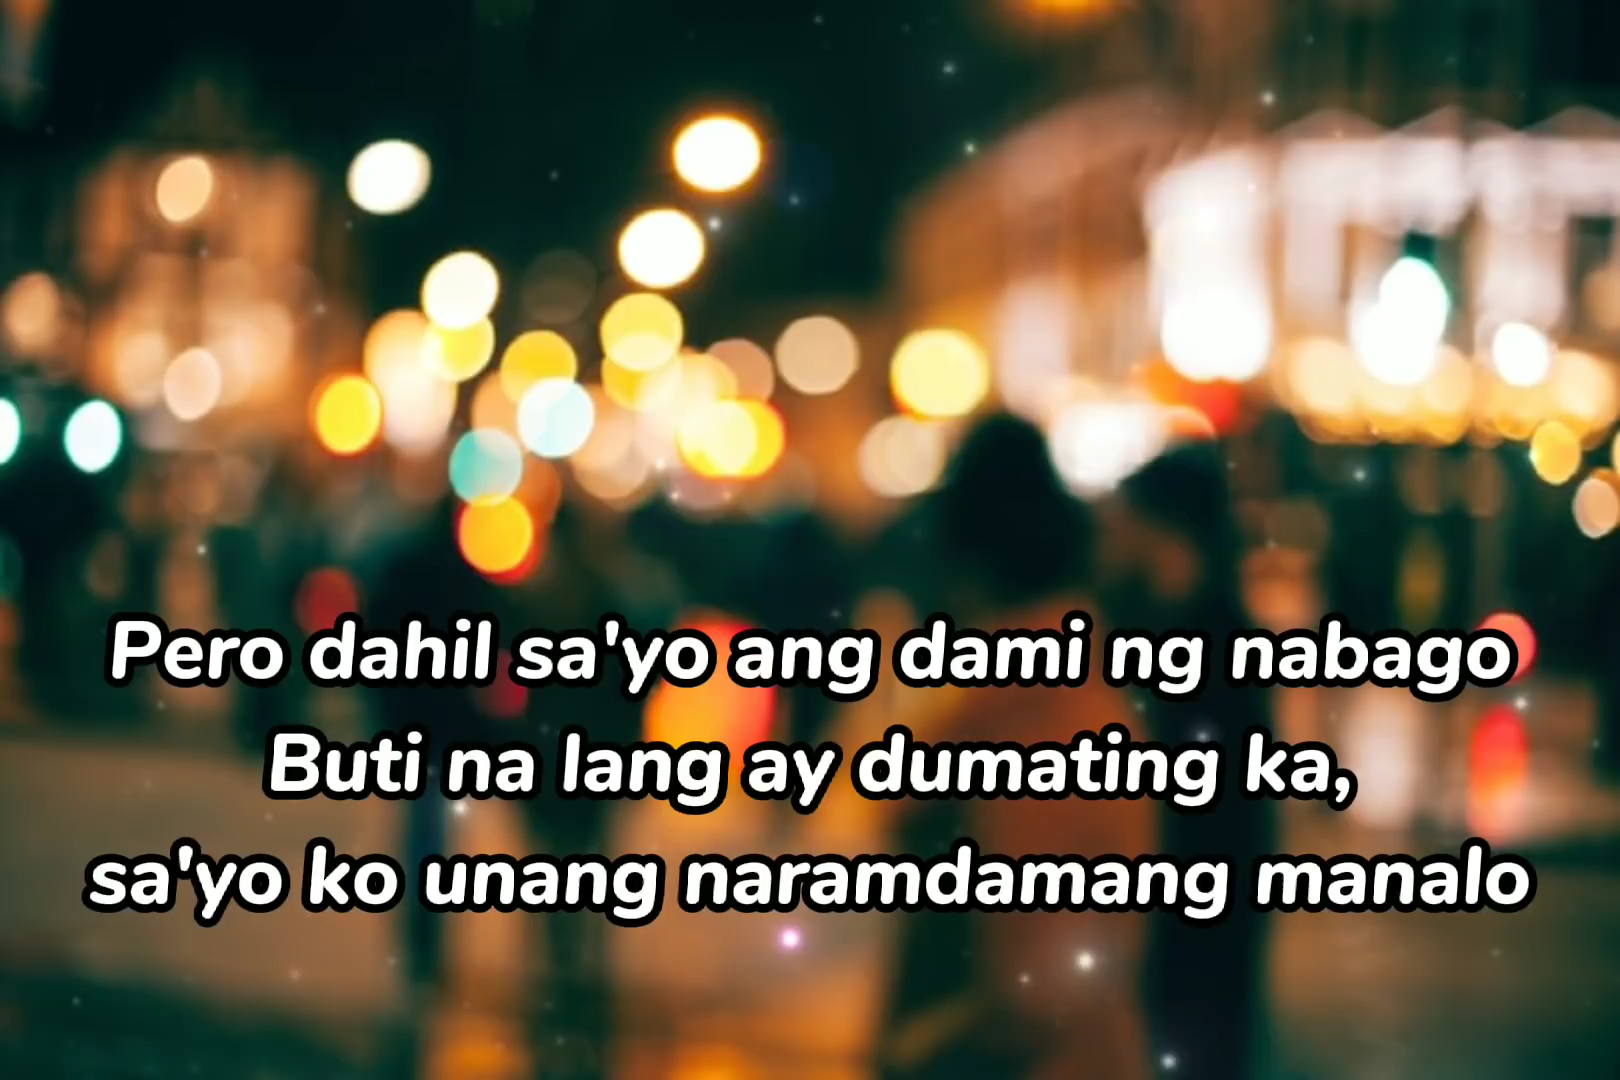 Pero dahil sa'yo ang dami ng nabago
Buti na lang ay dumating ka,
sa'yo ko unang naramdamang manalo